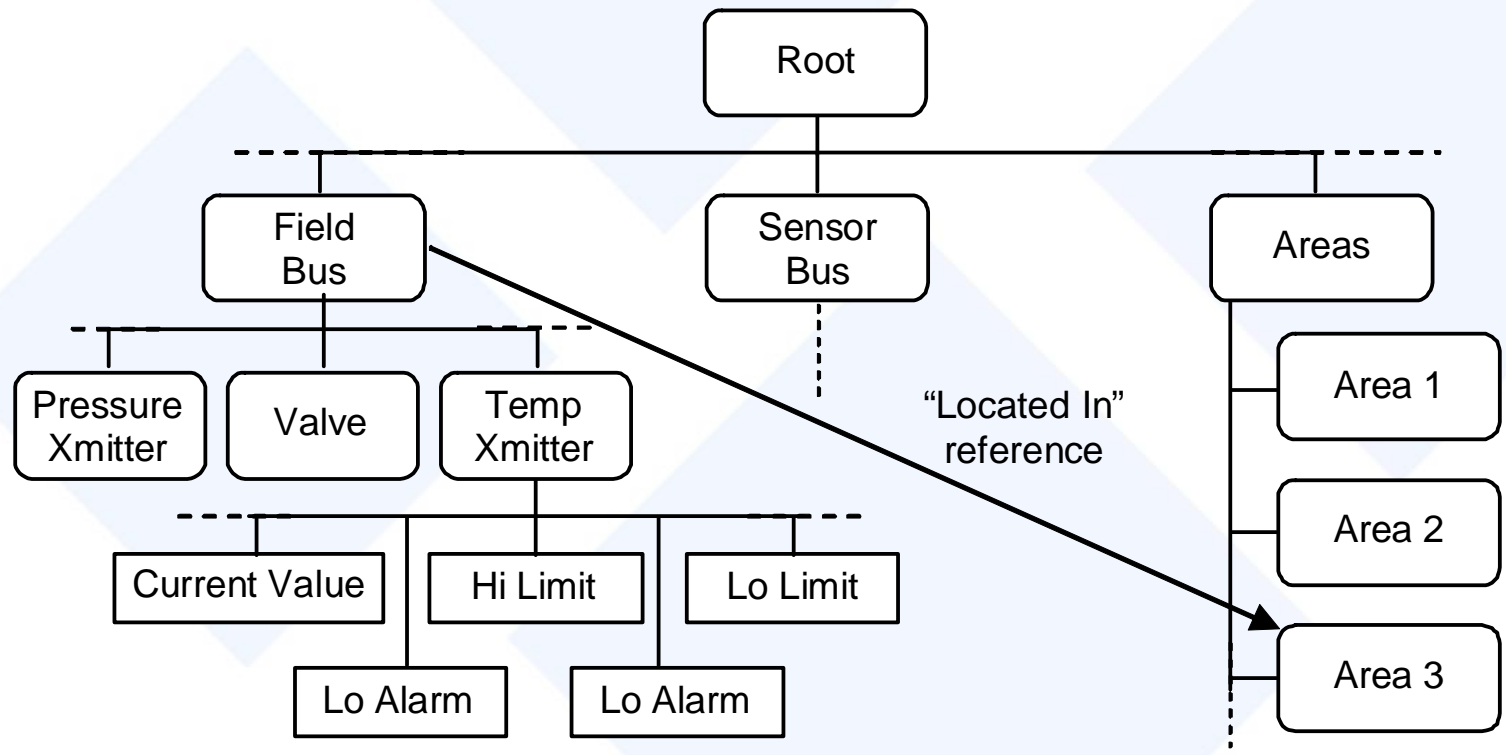 Root
Field
Bus
Sensor
Bus
Areas
Pressure
Xmitter
Valve
Temp
Xmitter
“Located In”
reference
Area 1
Area 2
Area 3
Current Value
Hi Limit
Lo Limit
Lo Alarm
Lo Alarm